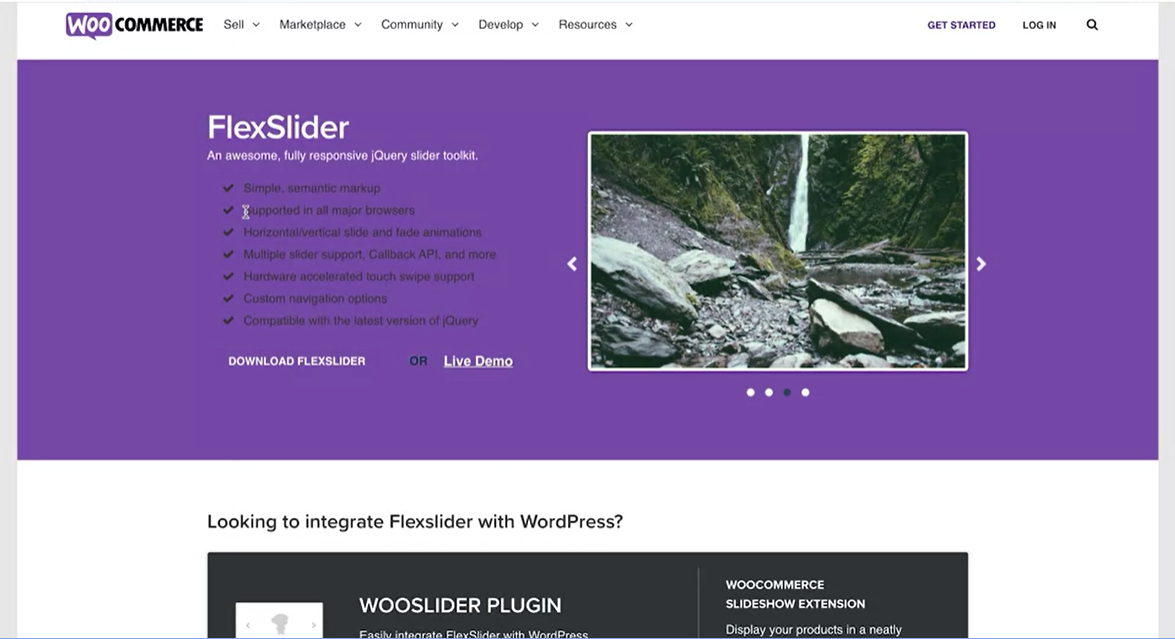 WOO COMMERCE
Sell Marketplace Community Develop Resources GET STARTED LOG IN
FlexSlider
An awesome, fully responsive jQuery slider toolkit.
Simple, semantic markup
Supported in all major browsers
Horizontal/vertical slide and fade animations
Multiple slider support, Callback API, and more
Hardware accelerated touch swipe support
Custom navigation options
Compatible with the latest version of jQuery
DOWNLOAD FLEXSLIDER OR Live Demo
Looking to integrate Flexslider with WordPress?
WOOSLIDER PLUGIN
Easily integrate FlexSlider with WordPress
WOOCOMMERCE
SLIDESHOW EXTENSION
Display your products in a neatly